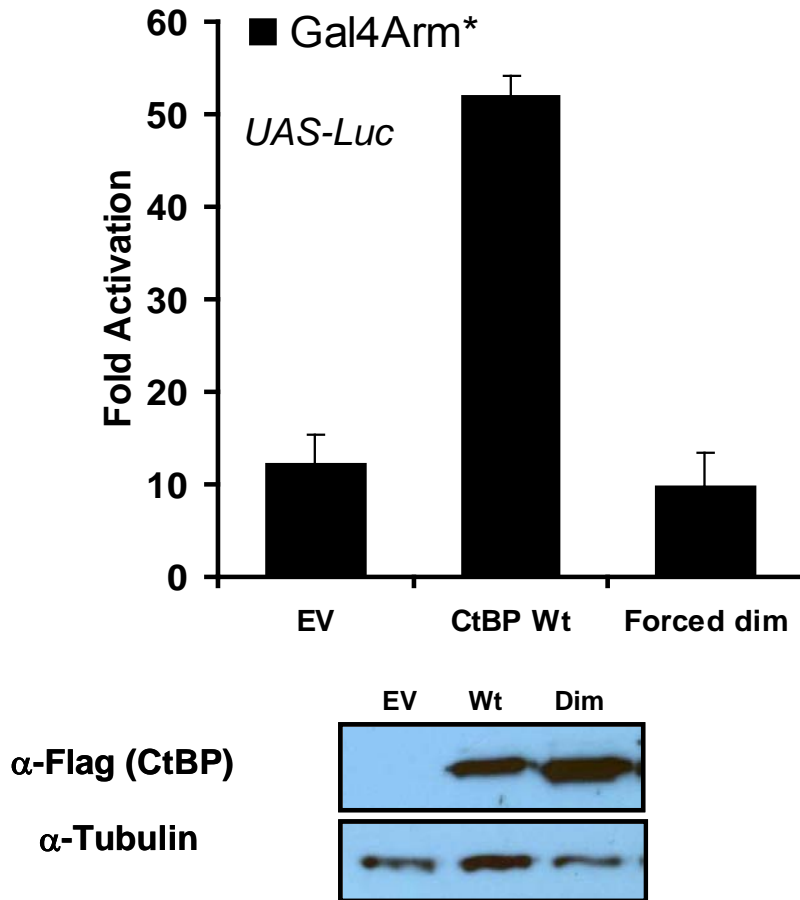 60
50
40
30
20
10
0
Fold Activation
Gal4Arm*
UAS-Luc
EV CtBP Wt Forced dim
EV Wt Dim
α-Flag (CtBP)
α-Tubulin